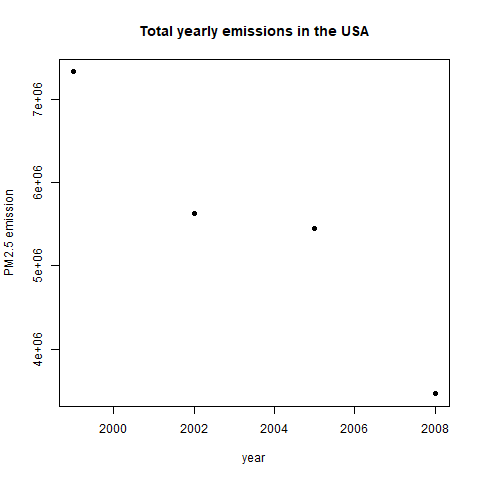 Total yearly emissions in the USA
PM2.5 emission
7e+06
6e+06
5e+06
4e+06
2000 2002 2004 2006 2008
year